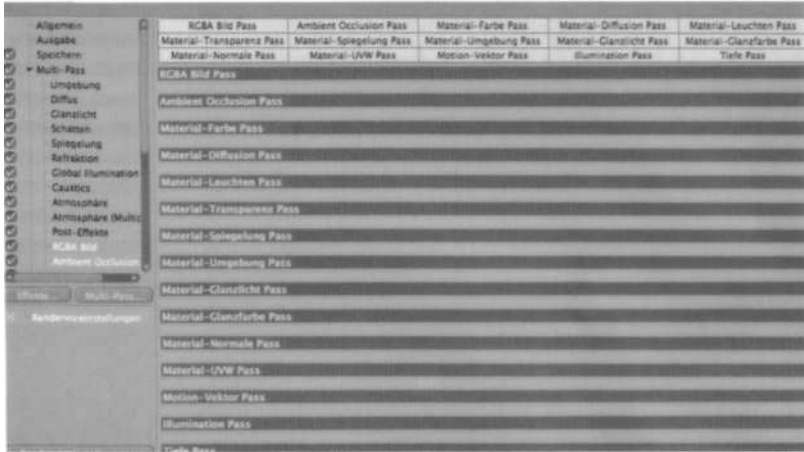 Allgemein
Ausgabe
Speichern
Multi-Pass
Umgebung
Diffus
Glanzlicht
Schatten
Spiegelung
Refraktion
Global Illumination
Caustics
Atmosphäre
Atmosphäre (Multip
Post-Effekte
RGBA Bild
Ambient Occlusion
Effekte... Multi-Pass...
Rendervoreinstellungen
RGBA Bild Pass Ambient Occlusion Pass Material-Farbe Pass Material-Diffusion Pass Material-Leuchten Pass
Material-Transparenz Pass Material-Spiegelung Pass Material-Umgebung Pass Material-Glanzlicht Pass Material-Glanzfarbe Pass
Material-Normale Pass Material-UVW Pass Motion-Vektor Pass Illumination Pass Tiefe Pass
RGBA Bild Pass
Ambient Occlusion Pass
Material-Farbe Pass
Material-Diffusion Pass
Material-Leuchten Pass
Material-Transparenz Pass
Material-Spiegelung Pass
Material-Umgebung Pass
Material-Glanzlicht Pass
Material-Glanzfarbe Pass
Material-Normale Pass
Material-UVW Pass
Motion-Vektor Pass
Illumination Pass
Tiefe Pass